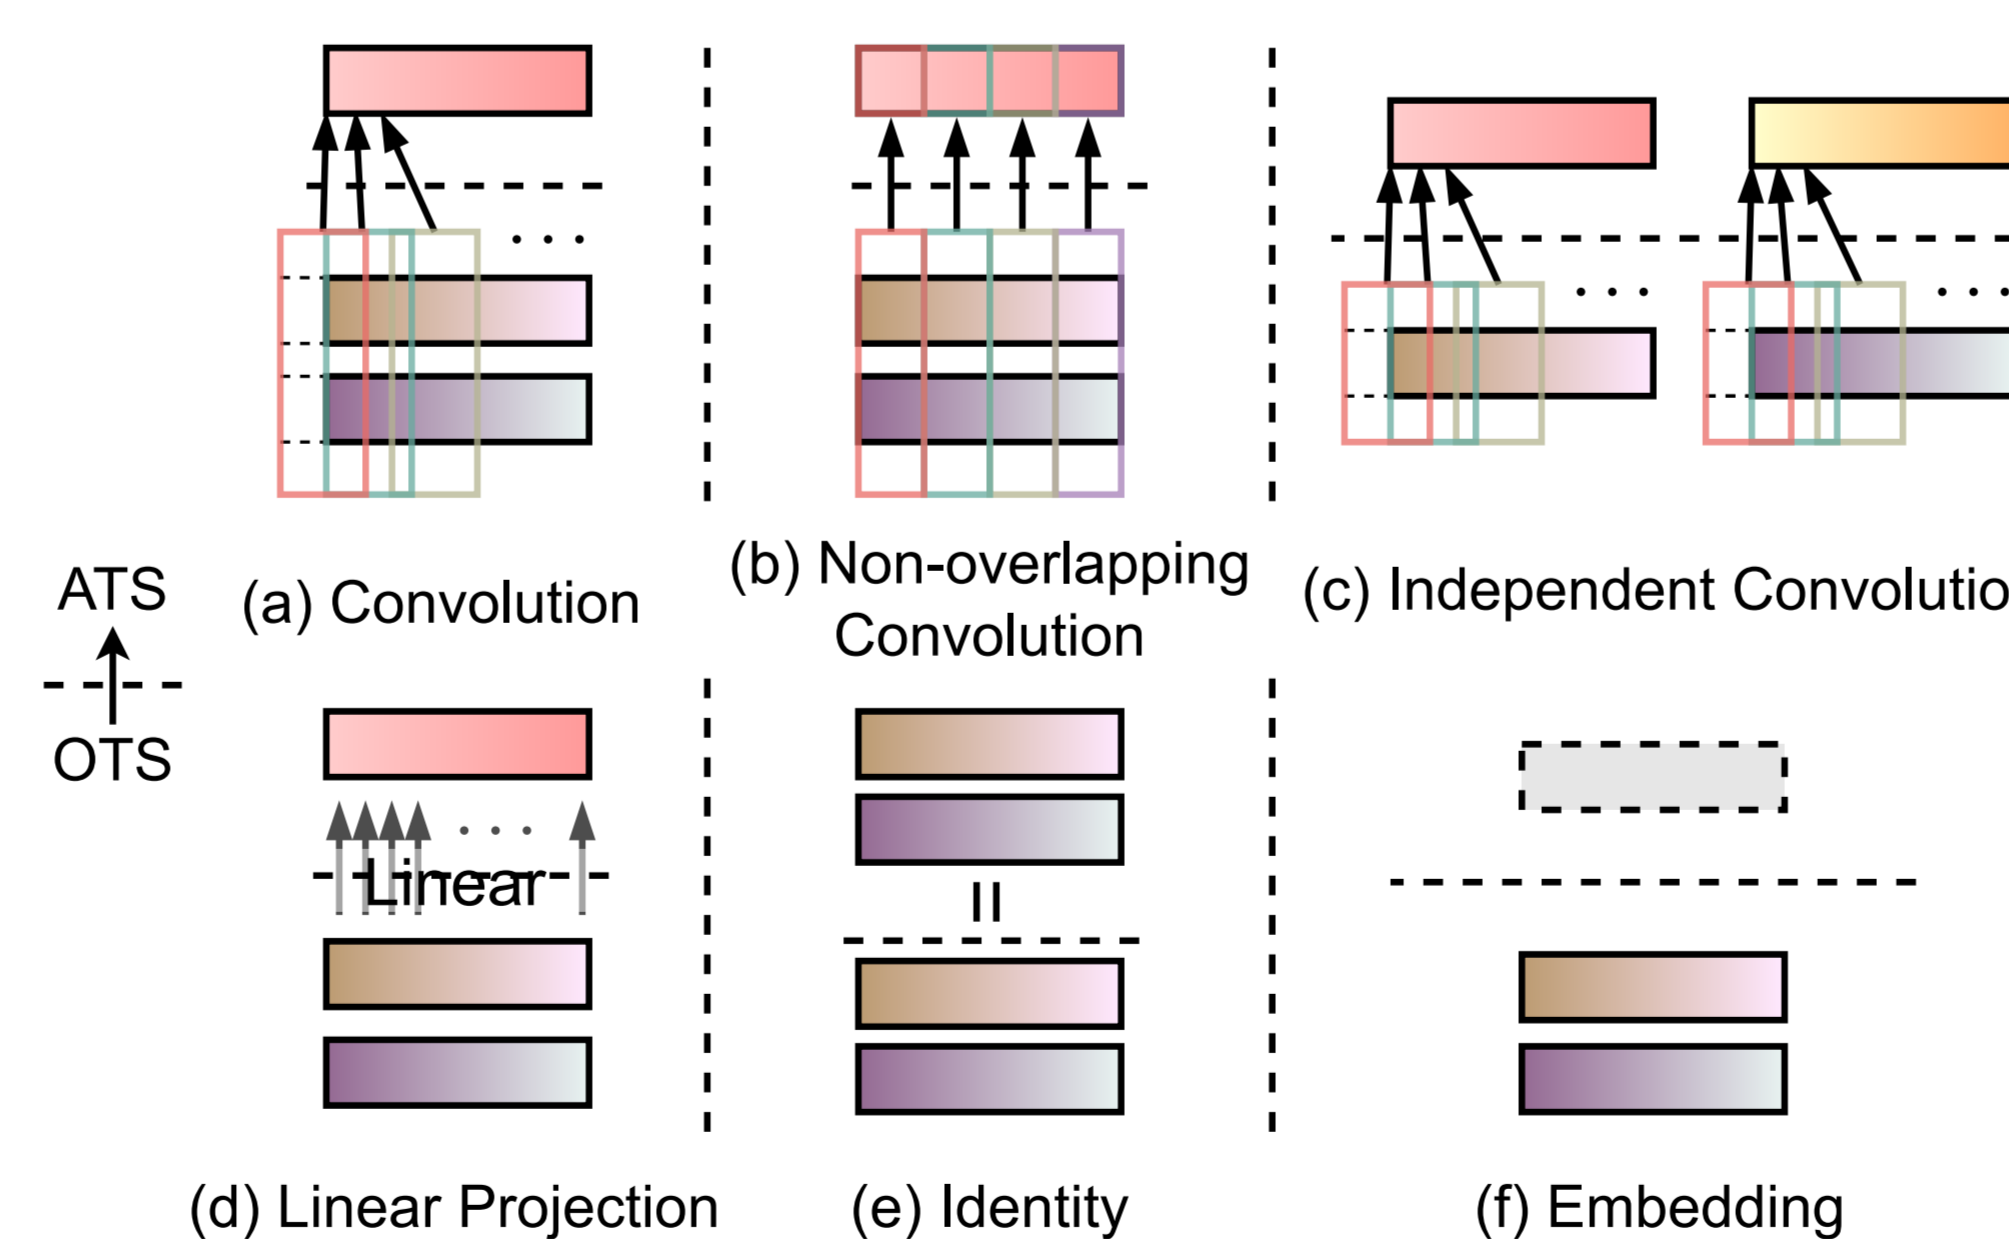 (a) Convolution
(b) Non-overlapping
Convolution
(c) Independent Convolutio
ATS
OTS
Linear
(d) Linear Projection
(e) Identity
(f) Embedding